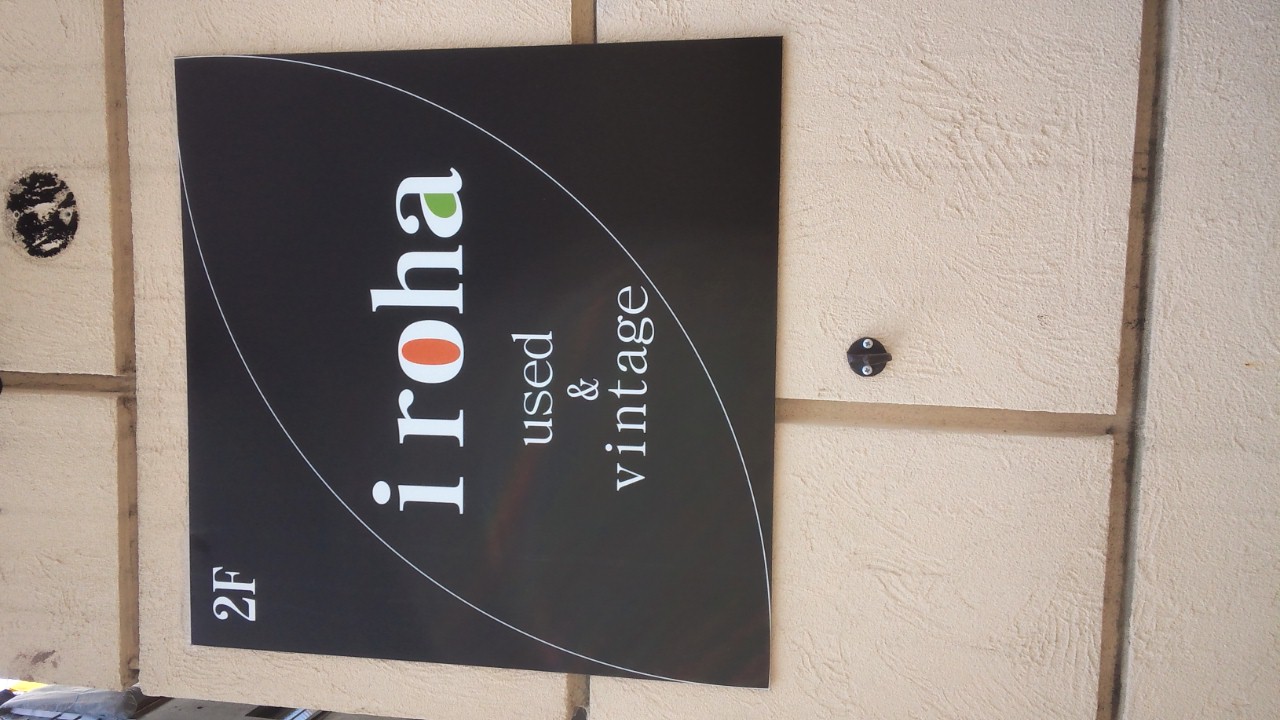 2F
iroha
used
&
vintage